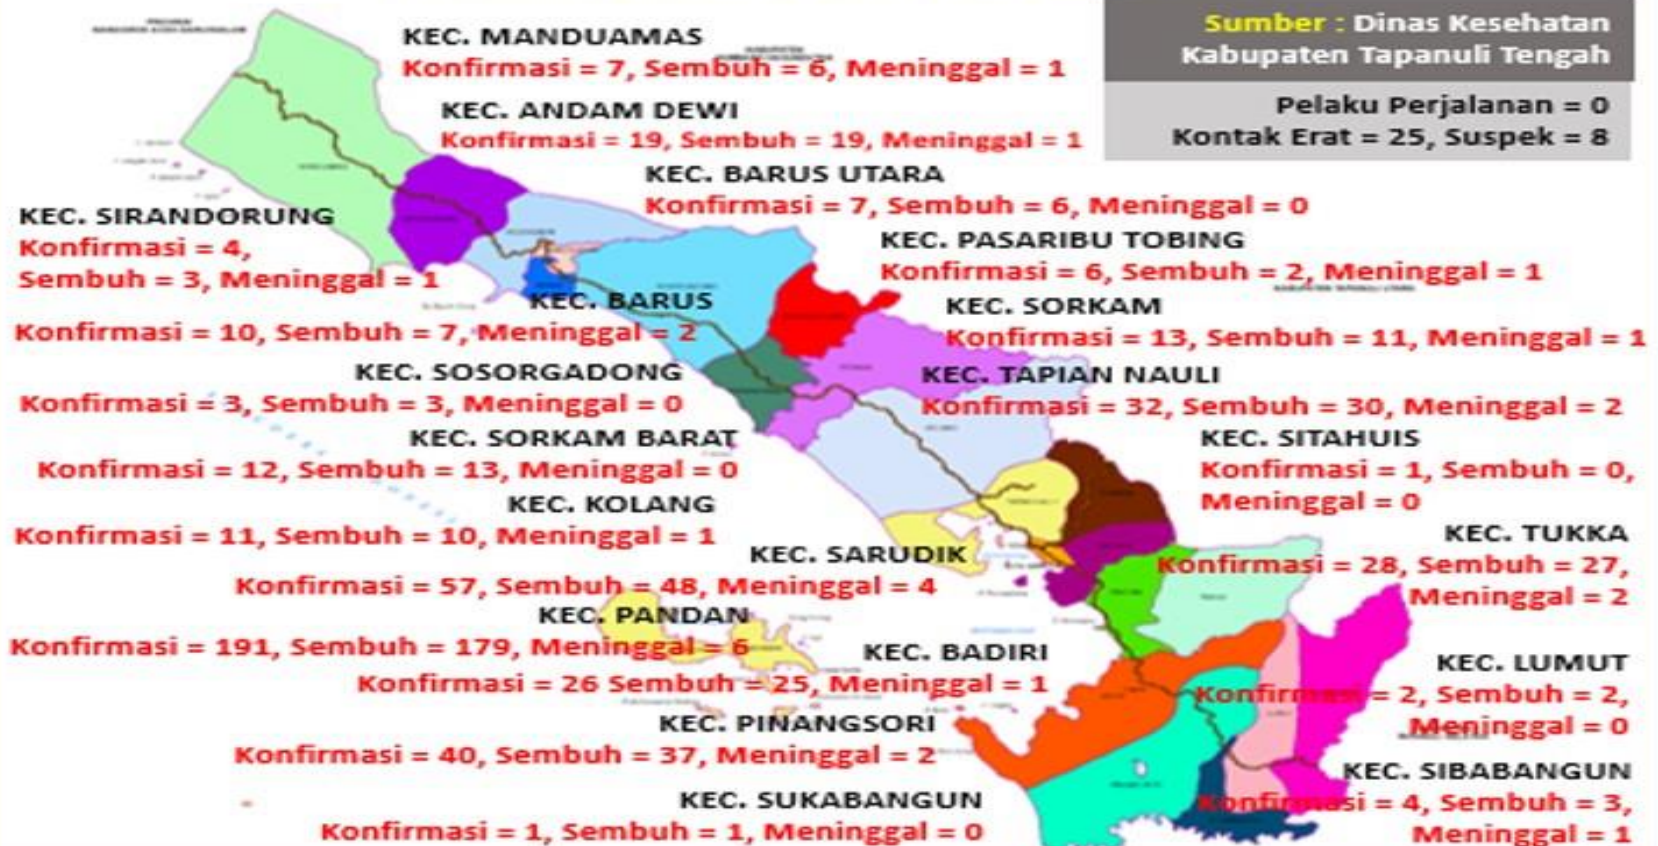 Sumber : Dinas Kesehatan
Kabupaten Tapanuli Tengah
Pelaku Perjalanan = 0
Kontak Erat = 25, Suspek = 8
KEC. MANDUAMAS
Konfirmasi = 7, Sembuh = 6, Meninggal = 1
KEC. ANDAM DEWI
Konfirmasi = 19, Sembuh = 19, Meninggal = 1
KEC. BARUS UTARA
Konfirmasi = 7, Sembuh = 6, Meninggal = 0
KEC. SIRANDORUNG
Konfirmasi = 4,
Sembuh = 3, Meninggal = 1
KEC. PASARIBU TOBING
Konfirmasi = 6, Sembuh = 2, Meninggal = 1
KEC. BARUS
Konfirmasi = 10, Sembuh = 7, Meninggal = 2
KEC. SORKAM
Konfirmasi = 13, Sembuh = 11, Meninggal = 1
KEC. SOSORGADONG
Konfirmasi = 3, Sembuh = 3, Meninggal = 0
KEC. TAPIAN NAULI
Konfirmasi = 32, Sembuh = 30, Meninggal = 2
KEC. SORKAM BARAT
Konfirmasi = 12, Sembuh = 13, Meninggal = 0
KEC. SITAHUIS
Konfirmasi = 1, Sembuh = 0,
Meninggal = 0
KEC. KOLANG
Konfirmasi = 11, Sembuh = 10, Meninggal = 1
KEC. TUKKA
Konfirmasi = 28, Sembuh = 27,
Meninggal = 2
KEC. SARUDIK
Konfirmasi = 57, Sembuh = 48, Meninggal = 4
KEC. PANDAN
Konfirmasi = 191, Sembuh = 179, Meninggal = 6
KEC. BADIRI
Konfirmasi = 26 Sembuh = 25, Meninggal = 1
KEC. LUMUT
Konfirmasi = 2, Sembuh = 2,
Meninggal = 0
KEC. PINANGSORI
Konfirmasi = 40, Sembuh = 37, Meninggal = 2
KEC. SIBABANGUN
Konfirmasi = 4, Sembuh = 3,
Meninggal = 1
KEC. SUKABANGUN
Konfirmasi = 1, Sembuh = 1, Meninggal = 0